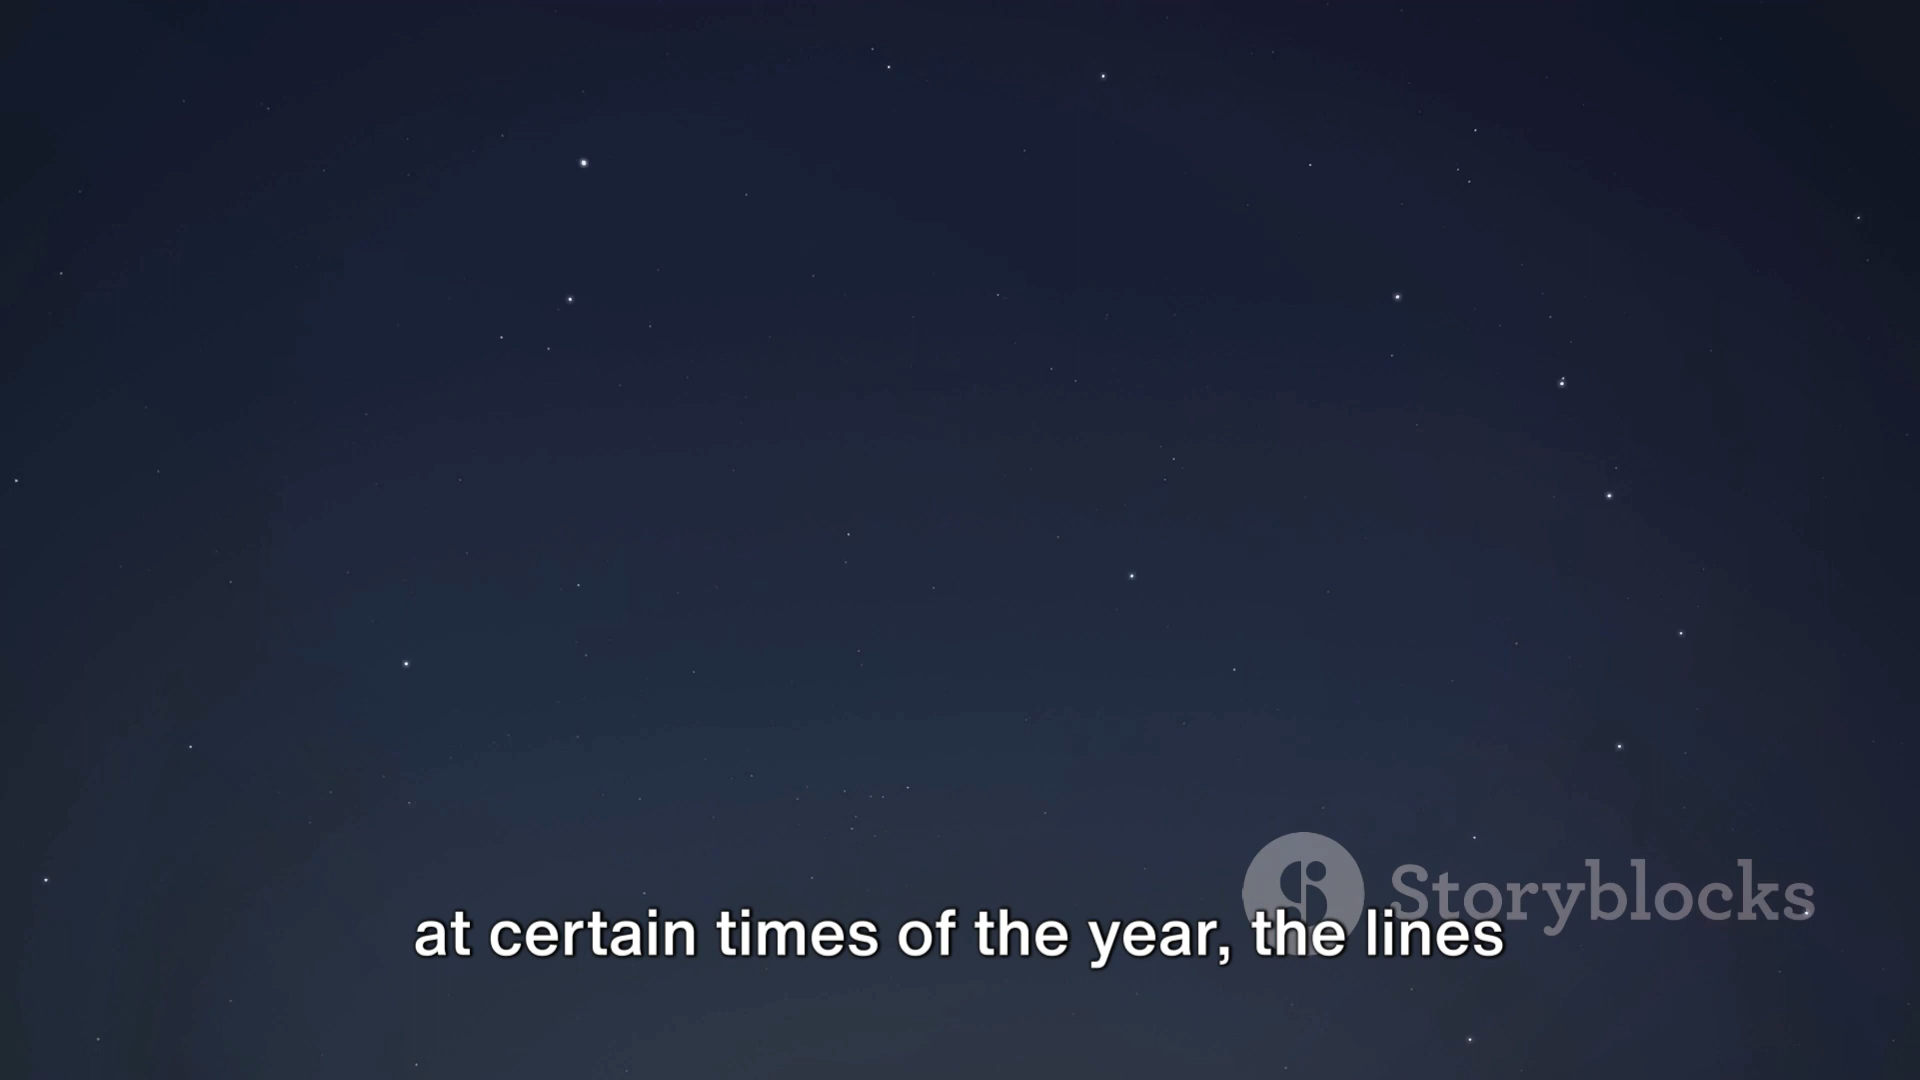 Storyblocks
at certain times of the year, the lines